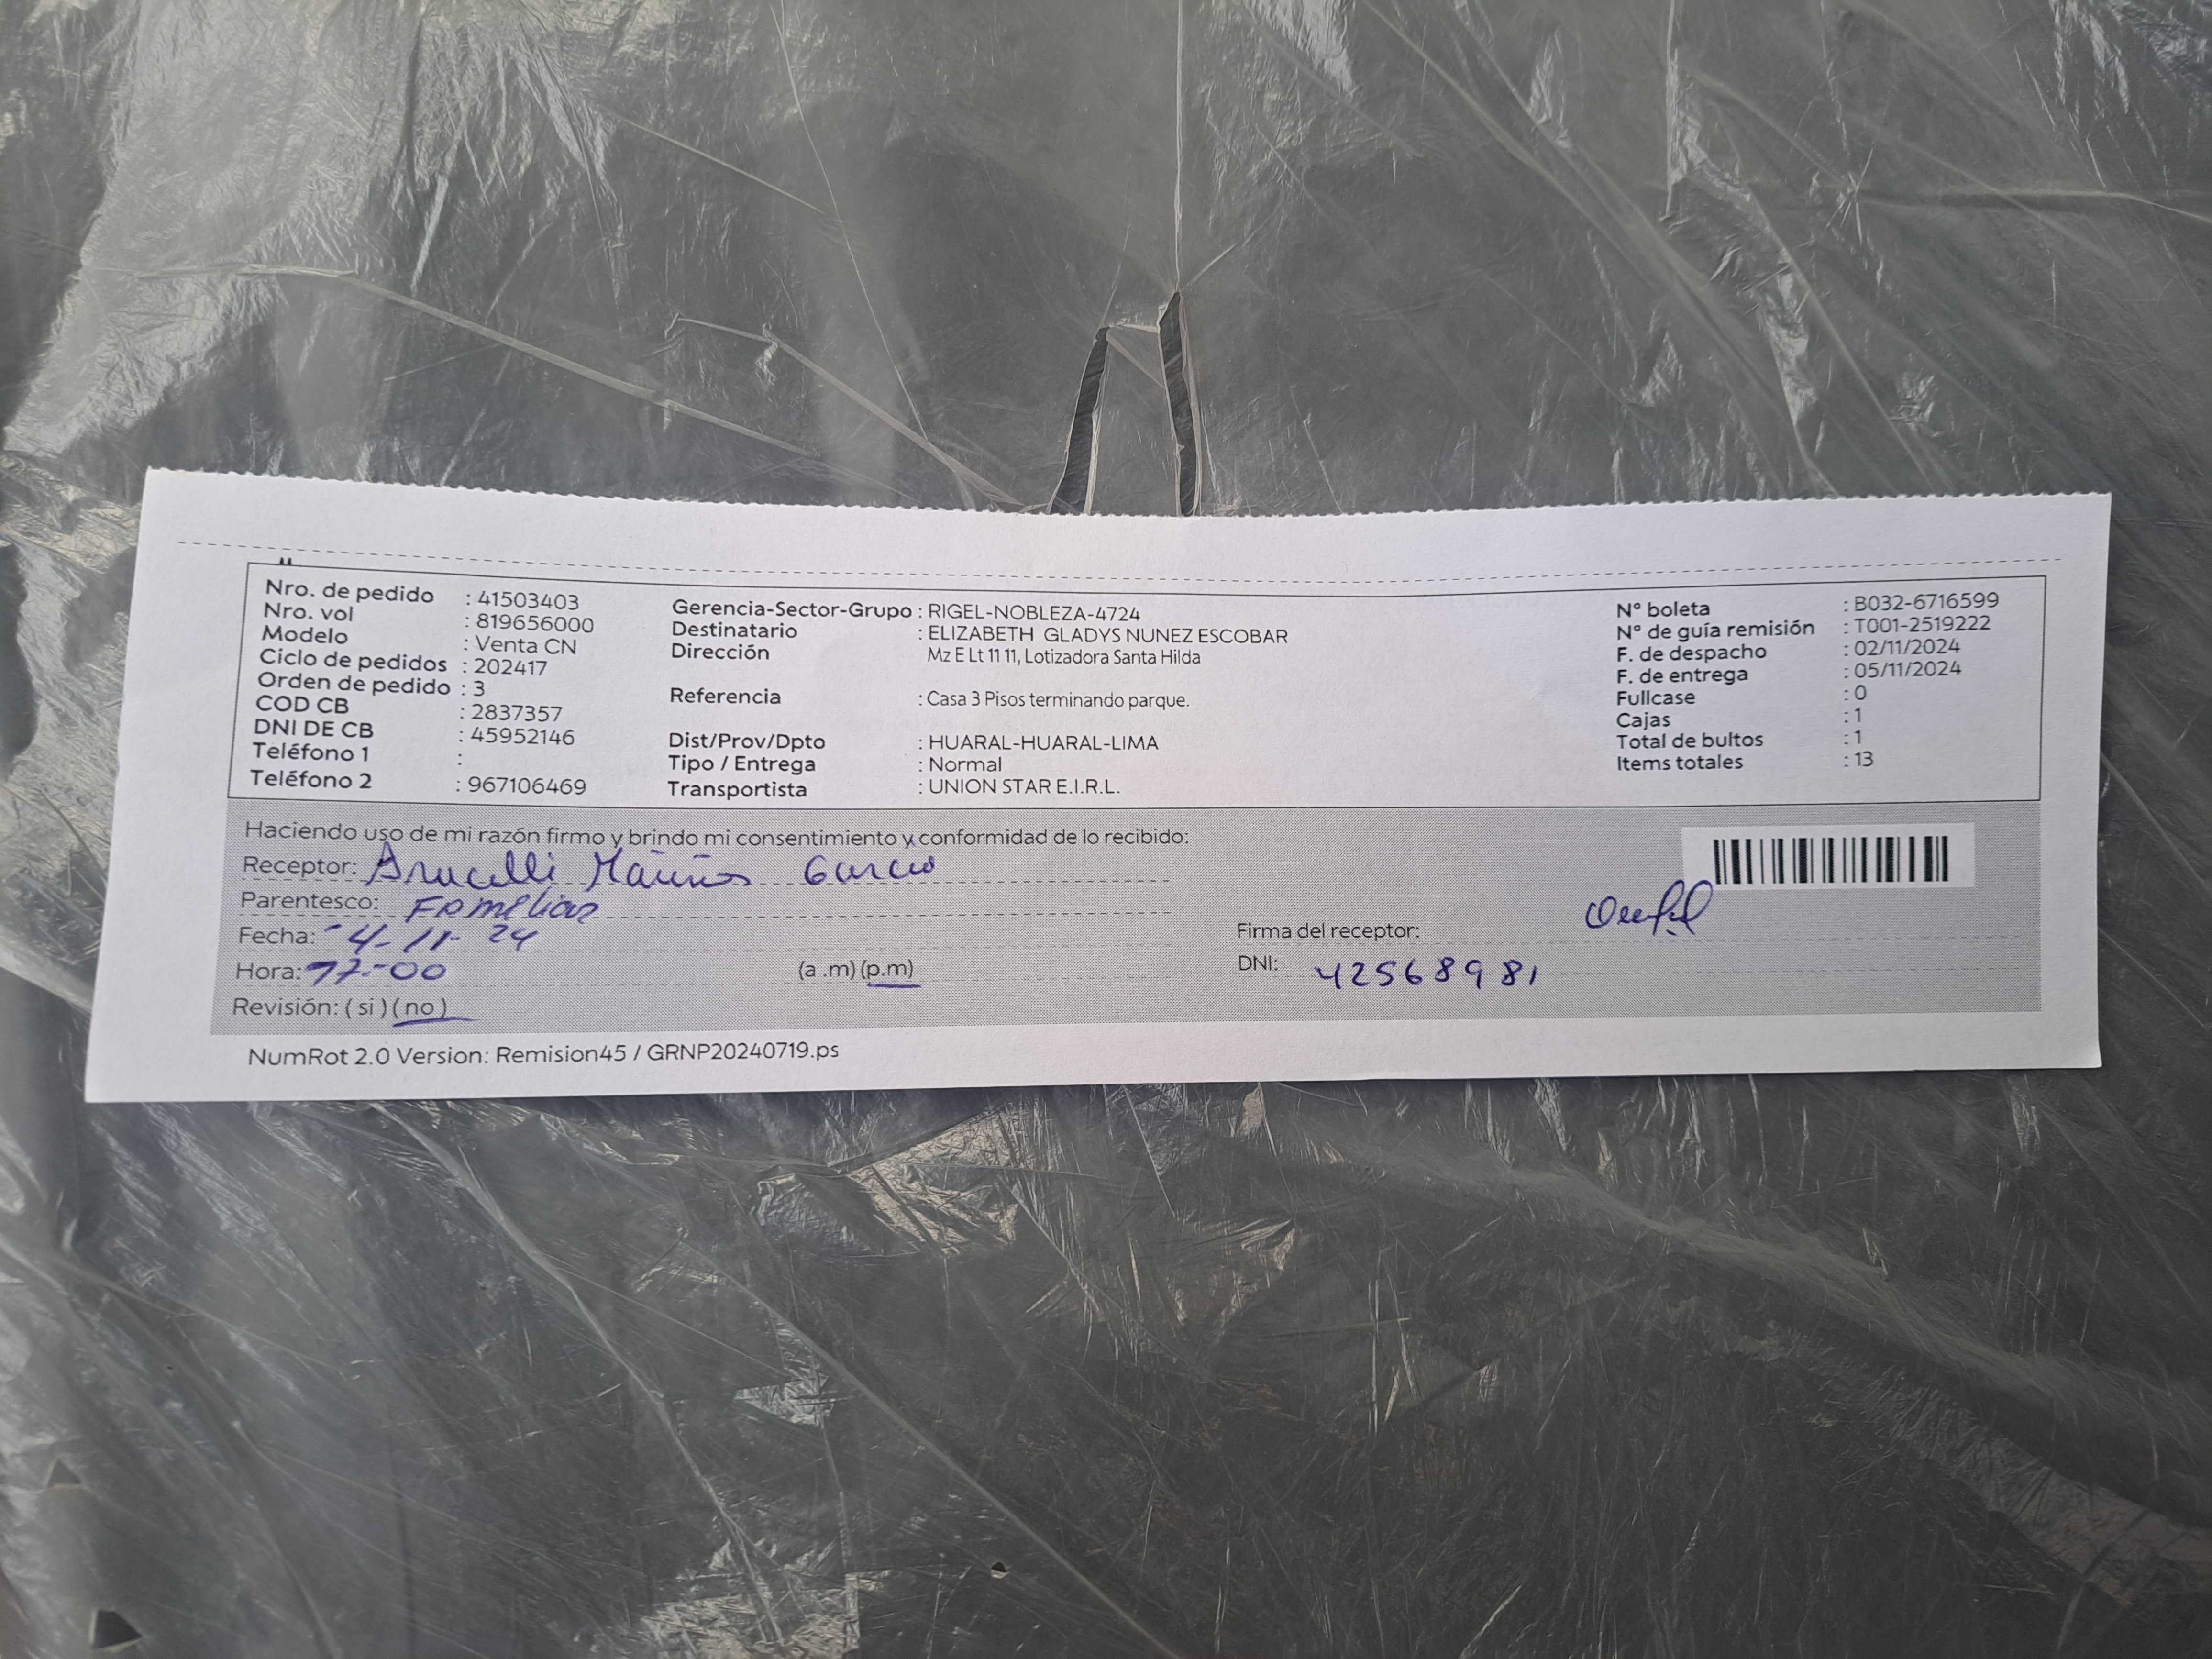 Nro. de pedido : 41503403
Nro. vol : 819656000
Modelo : Venta CN
Ciclo de pedidos : 202417
Orden de pedido : 3
COD CB : 2837357
DNI DE CB : 45952146
Teléfono 1 :
Teléfono 2 : 967106469
Gerencia-Sector-Grupo : RIGEL-NOBLEZA-4724
Destinatario : ELIZABETH GLADYS NUNEZ ESCOBAR
Dirección Mz E Lt 11 11, Lotizadora Santa Hilda
Referencia : Casa 3 Pisos terminando parque.
Dist/Prov/Dpto : HUARAL-HUARAL-LIMA
Tipo / Entrega : Normal
Transportista : UNION STAR E.I.R.L.
N° boleta : B032-6716599
N° de guía remisión : T001-2519222
F. de despacho : 02/11/2024
F. de entrega : 05/11/2024
Fullcase : 0
Cajas : 1
Total de bultos : 1
Items totales : 13
Haciendo uso de mi razón firmo y brindo mi consentimiento y conformidad de lo recibido:
Receptor: Aracelli Mariños Garcia
Parentesco: Familiar
Fecha: 4-11-24
Hora: :00 (a .m) (p.m)
Revisión: ( si ) ( no )
Firma del receptor:
DNI: 42568981
NumRot 2.0 Version: Remision45 / GRNP20240719.ps